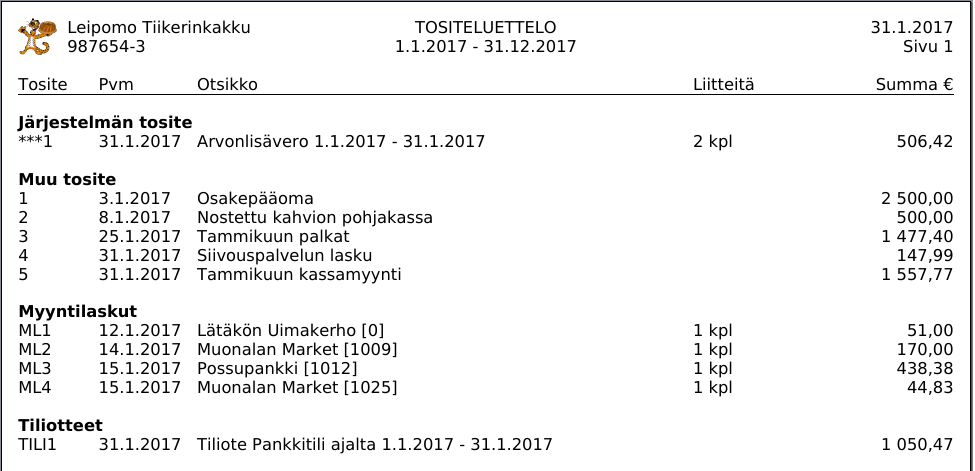 Leipomo Tiikerinkakku TOSITELUETTELO 31.1.2017
987654-3 1.1.2017 - 31.12.2017 Sivu 1
Tosite Pvm Otsikko Liitteitä Summa €
Järjestelmän tosite
***1 31.1.2017 Arvonlisävero 1.1.2017 - 31.1.2017 2 kpl 506,42
Muu tosite
1 3.1.2017 Osakepääoma 2 500,00
2 8.1.2017 Nostettu kahvion pohjakassa 500,00
3 25.1.2017 Tammikuun palkat 1 477,40
4 31.1.2017 Siivouspalvelun lasku 147,99
5 31.1.2017 Tammikuun kassamyynti 1 557,77
Myyntilaskut
ML1 12.1.2017 Lätäkön Uimakerho [0] 1 kpl 51,00
ML2 14.1.2017 Muonalan Market [1009] 1 kpl 170,00
ML3 15.1.2017 Possupankki [1012] 1 kpl 438,38
ML4 15.1.2017 Muonalan Market [1025] 1 kpl 44,83
Tiliotteet
TILI1 31.1.2017 Tiliote Pankkitili ajalta 1.1.2017 - 31.1.2017 1 050,47